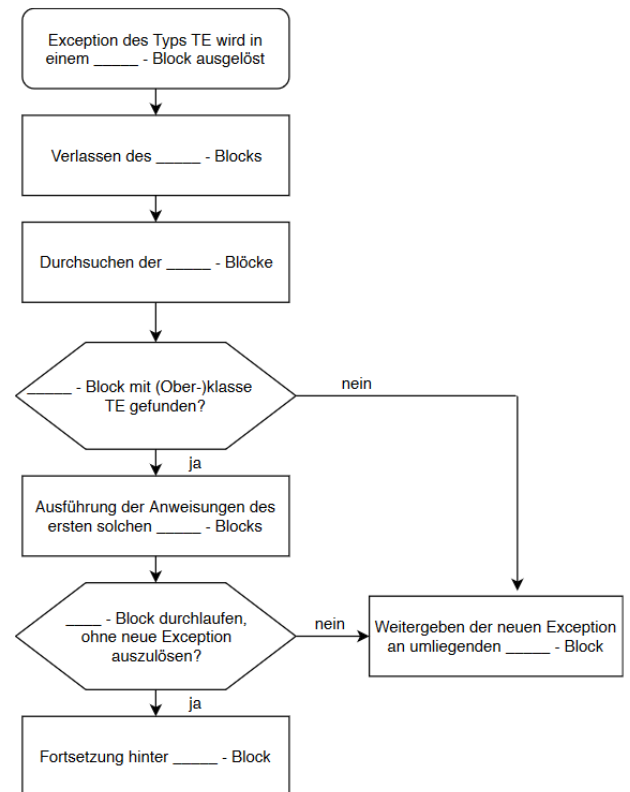 Exception des Typs TE wird in
einem _____ - Block ausgelöst
Verlassen des _____ - Blocks
Durchsuchen der _____ - Blöcke
_____ - Block mit (Ober-)klasse
TE gefunden?
nein
ja
Ausführung der Anweisungen des
ersten solchen _____ - Blocks
____ - Block durchlaufen,
ohne neue Exception
auszulösen?
nein
Weitergeben der neuen Exception
an umliegenden _____ - Block
ja
Fortsetzung hinter _____ - Block